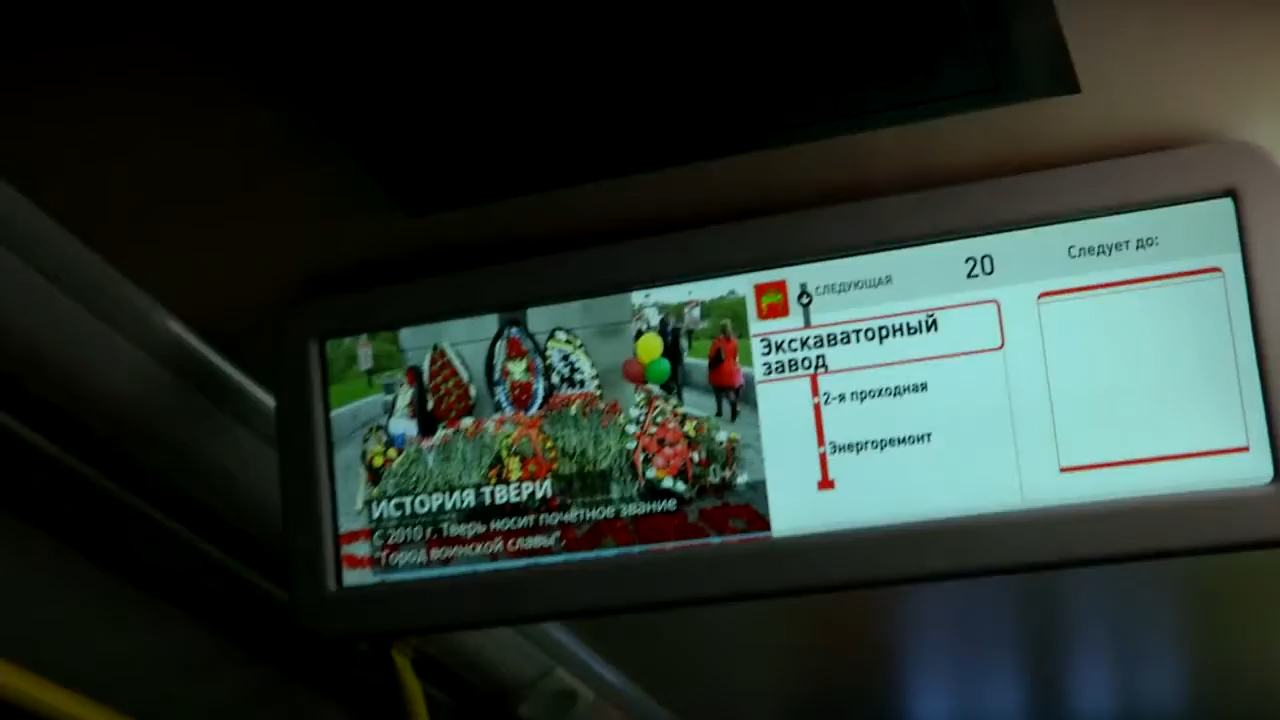 ИСТОРИЯ ТВЕРИ
С 2010 г. Тверь носит почётное звание
"Город воинской славы".
СЛЕДУЮЩАЯ
20
Следует до:
Экскаваторный
завод
2-я проходная
Энергоремонт